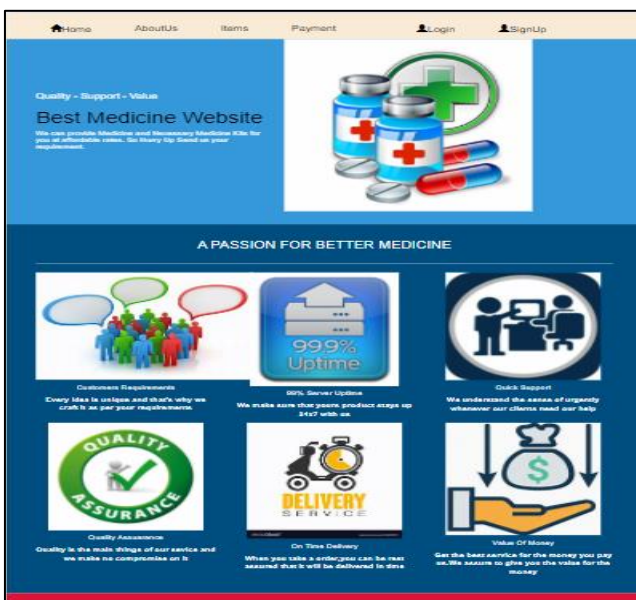 Home AboutUs Items Payment Login SignUp
Quality - Support - Value
Best Medicine Website
We can provide Medicine and Necessary Medicine Kits for
you at affordable rates. So Hurry Up Send us your
requirement.
A PASSION FOR BETTER MEDICINE
99.9%
Uptime
Customers Requirements
Every idea is unique and that's why we
craft it as per your requirements
99% Server Uptime
We make sure that yours product stays up
24x7 with us
Quick Support
We understand the sense of urgently
whenever our clients need our help
QUALITY
ASSURANCE
DELIVERY
SERVICE
$
Quality Assurance
Quality is the main things of our service and
we make no compromise on it
On Time Delivery
When you take a order,you can be rest
assured that it will be delivered in time
Value Of Money
Get the best service for the money you pay
us.We assure to give you the value for the
money